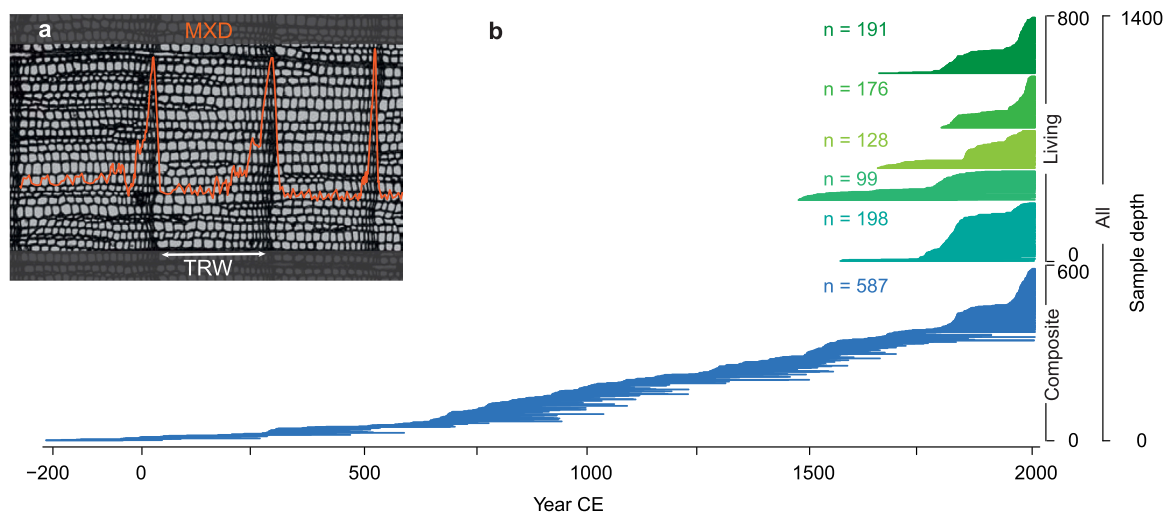 a
MXD
TRW
b
n = 191
n = 176
n = 128
n = 99
n = 198
n = 587
800
Living
0
600
Composite
0
1400
All
Sample depth
0
−200
0
500
1000
1500
2000
Year CE